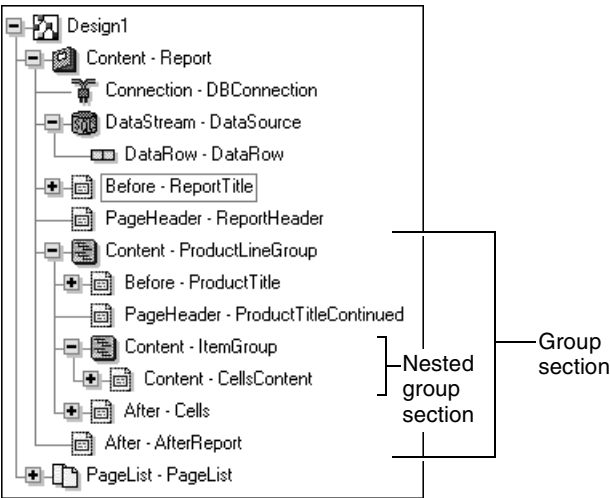 Design1
Content - Report
Connection - DBConnection
DataStream - DataSource
SQL
DataRow - DataRow
Before - ReportTitle
PageHeader - ReportHeader
Content - ProductLineGroup
Before - ProductTitle
PageHeader - ProductTitleContinued
Content - ItemGroup
Content - CellsContent
After - Cells
After - AfterReport
PageList - PageList
Nested
group
section
Group
section